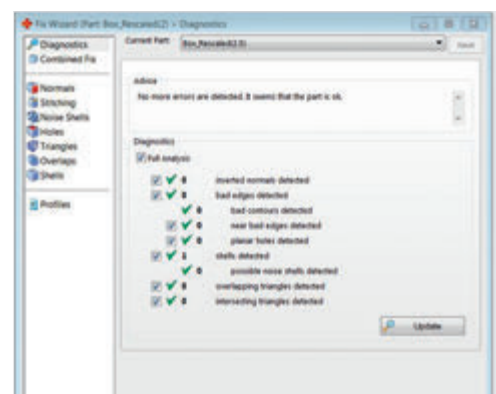 Fix Wizard (Part: Box_Rescaled(2)) > Diagnostics
Diagnostics
Combined Fix
Normals
Stitching
Noise Shells
Holes
Triangles
Overlaps
Shells
Profiles
Current Part:
Advice
No more errors are detected. It seems that the part is ok.
Diagnostics
Full Analysis
0 inverted normals detected
0 bad edges detected
0 bad contours detected
0 near bad edges detected
0 planar holes detected
1 shells detected
0 possible noise shells detected
0 overlapping triangles detected
0 intersecting triangles detected
Update